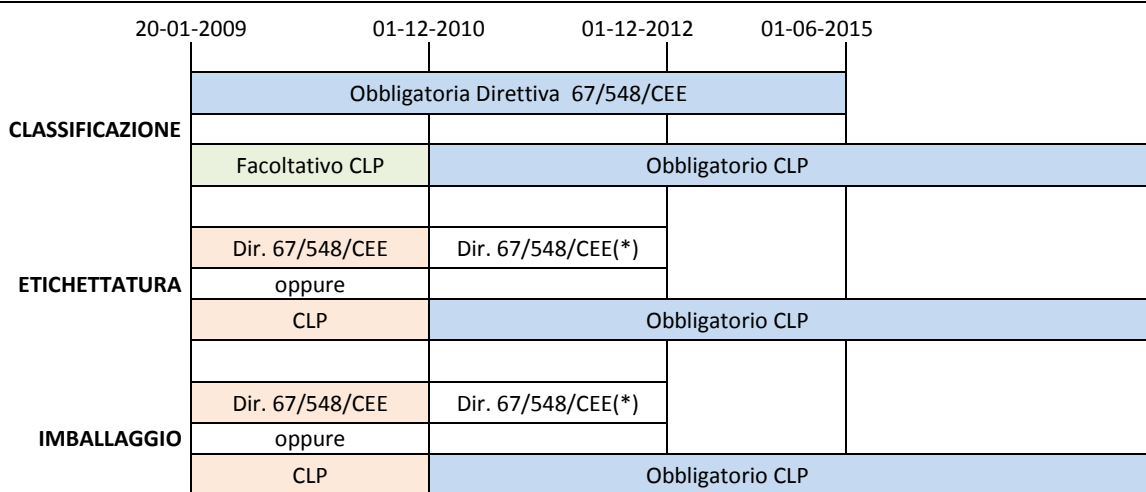 20-01-2009 01-12-2010 01-12-2012 01-06-2015
Obbligatoria Direttiva 67/548/CEE
CLASSIFICAZIONE
Facoltativo CLP Obbligatorio CLP
Dir. 67/548/CEE Dir. 67/548/CEE(*)
ETICHETTATURA oppure
CLP Obbligatorio CLP
Dir. 67/548/CEE Dir. 67/548/CEE(*)
IMBALLAGGIO oppure
CLP Obbligatorio CLP